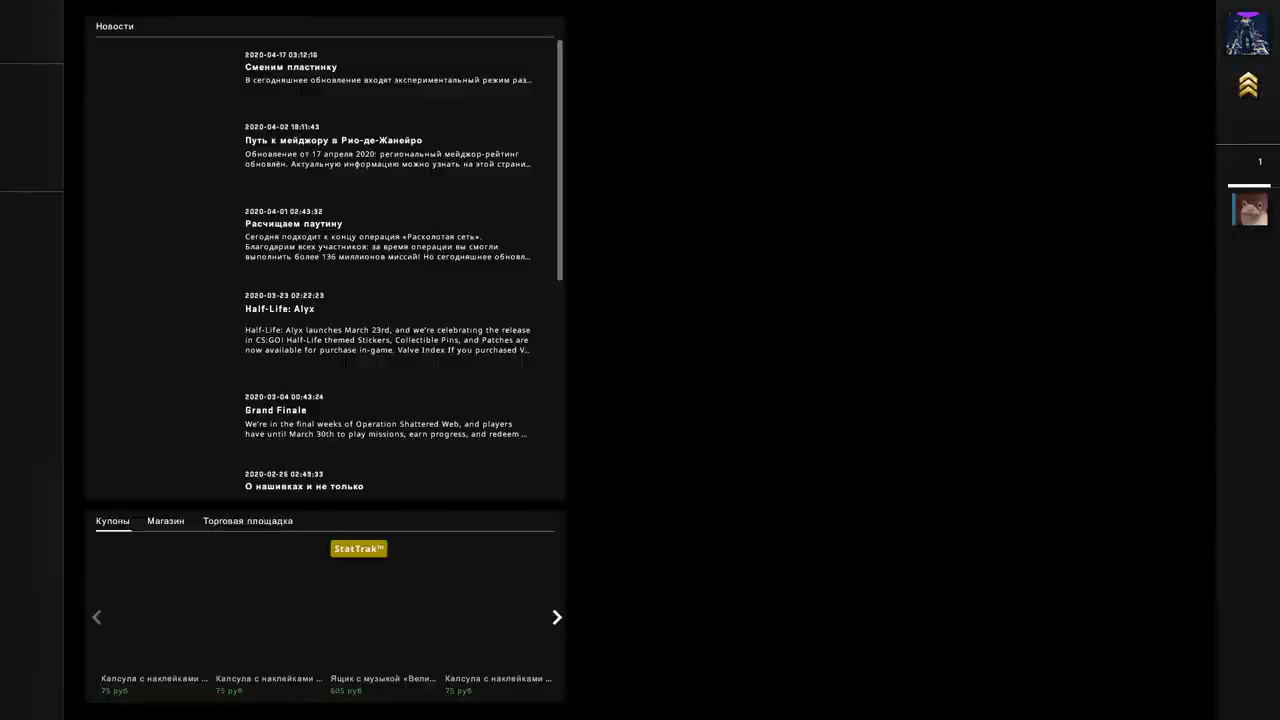 Новости
2020-04-17 03:12:16
Сменим пластинку
В сегодняшнее обновление входят экспериментальный режим раз...
2020-04-02 18:11:43
Путь к мейджору в Рио-де-Жанейро
Обновление от 17 апреля 2020: региональный мейджор-рейтинг
обновлён. Актуальную информацию можно узнать на этой страни...
2020-04-01 02:43:32
Расчищаем паутину
Сегодня подходит к концу операция «Расколотая сеть».
Благодарим всех участников: за время операции вы смогли
выполнить более 136 миллионов миссий! Но сегодняшнее обновл...
2020-03-23 02:22:23
Half-Life: Alyx
Half-Life: Alyx launches March 23rd, and we're celebrating the release
in CS:GO! Half-Life themed Stickers, Collectible Pins, and Patches are
now available for purchase in-game. Valve Index If you purchased V...
2020-03-04 00:43:24
Grand Finale
We're in the final weeks of Operation Shattered Web, and players
have until March 30th to play missions, earn progress, and redeem ...
2020-02-26 02:49:33
О нашивках и не только
Купоны Магазин Торговая площадка
StatTrak™
Капсула с наклейками ... Капсула с наклейками ... Ящик с музыкой «Вели... Капсула с наклейками ...
75 руб 75 руб 605 руб 75 руб
1